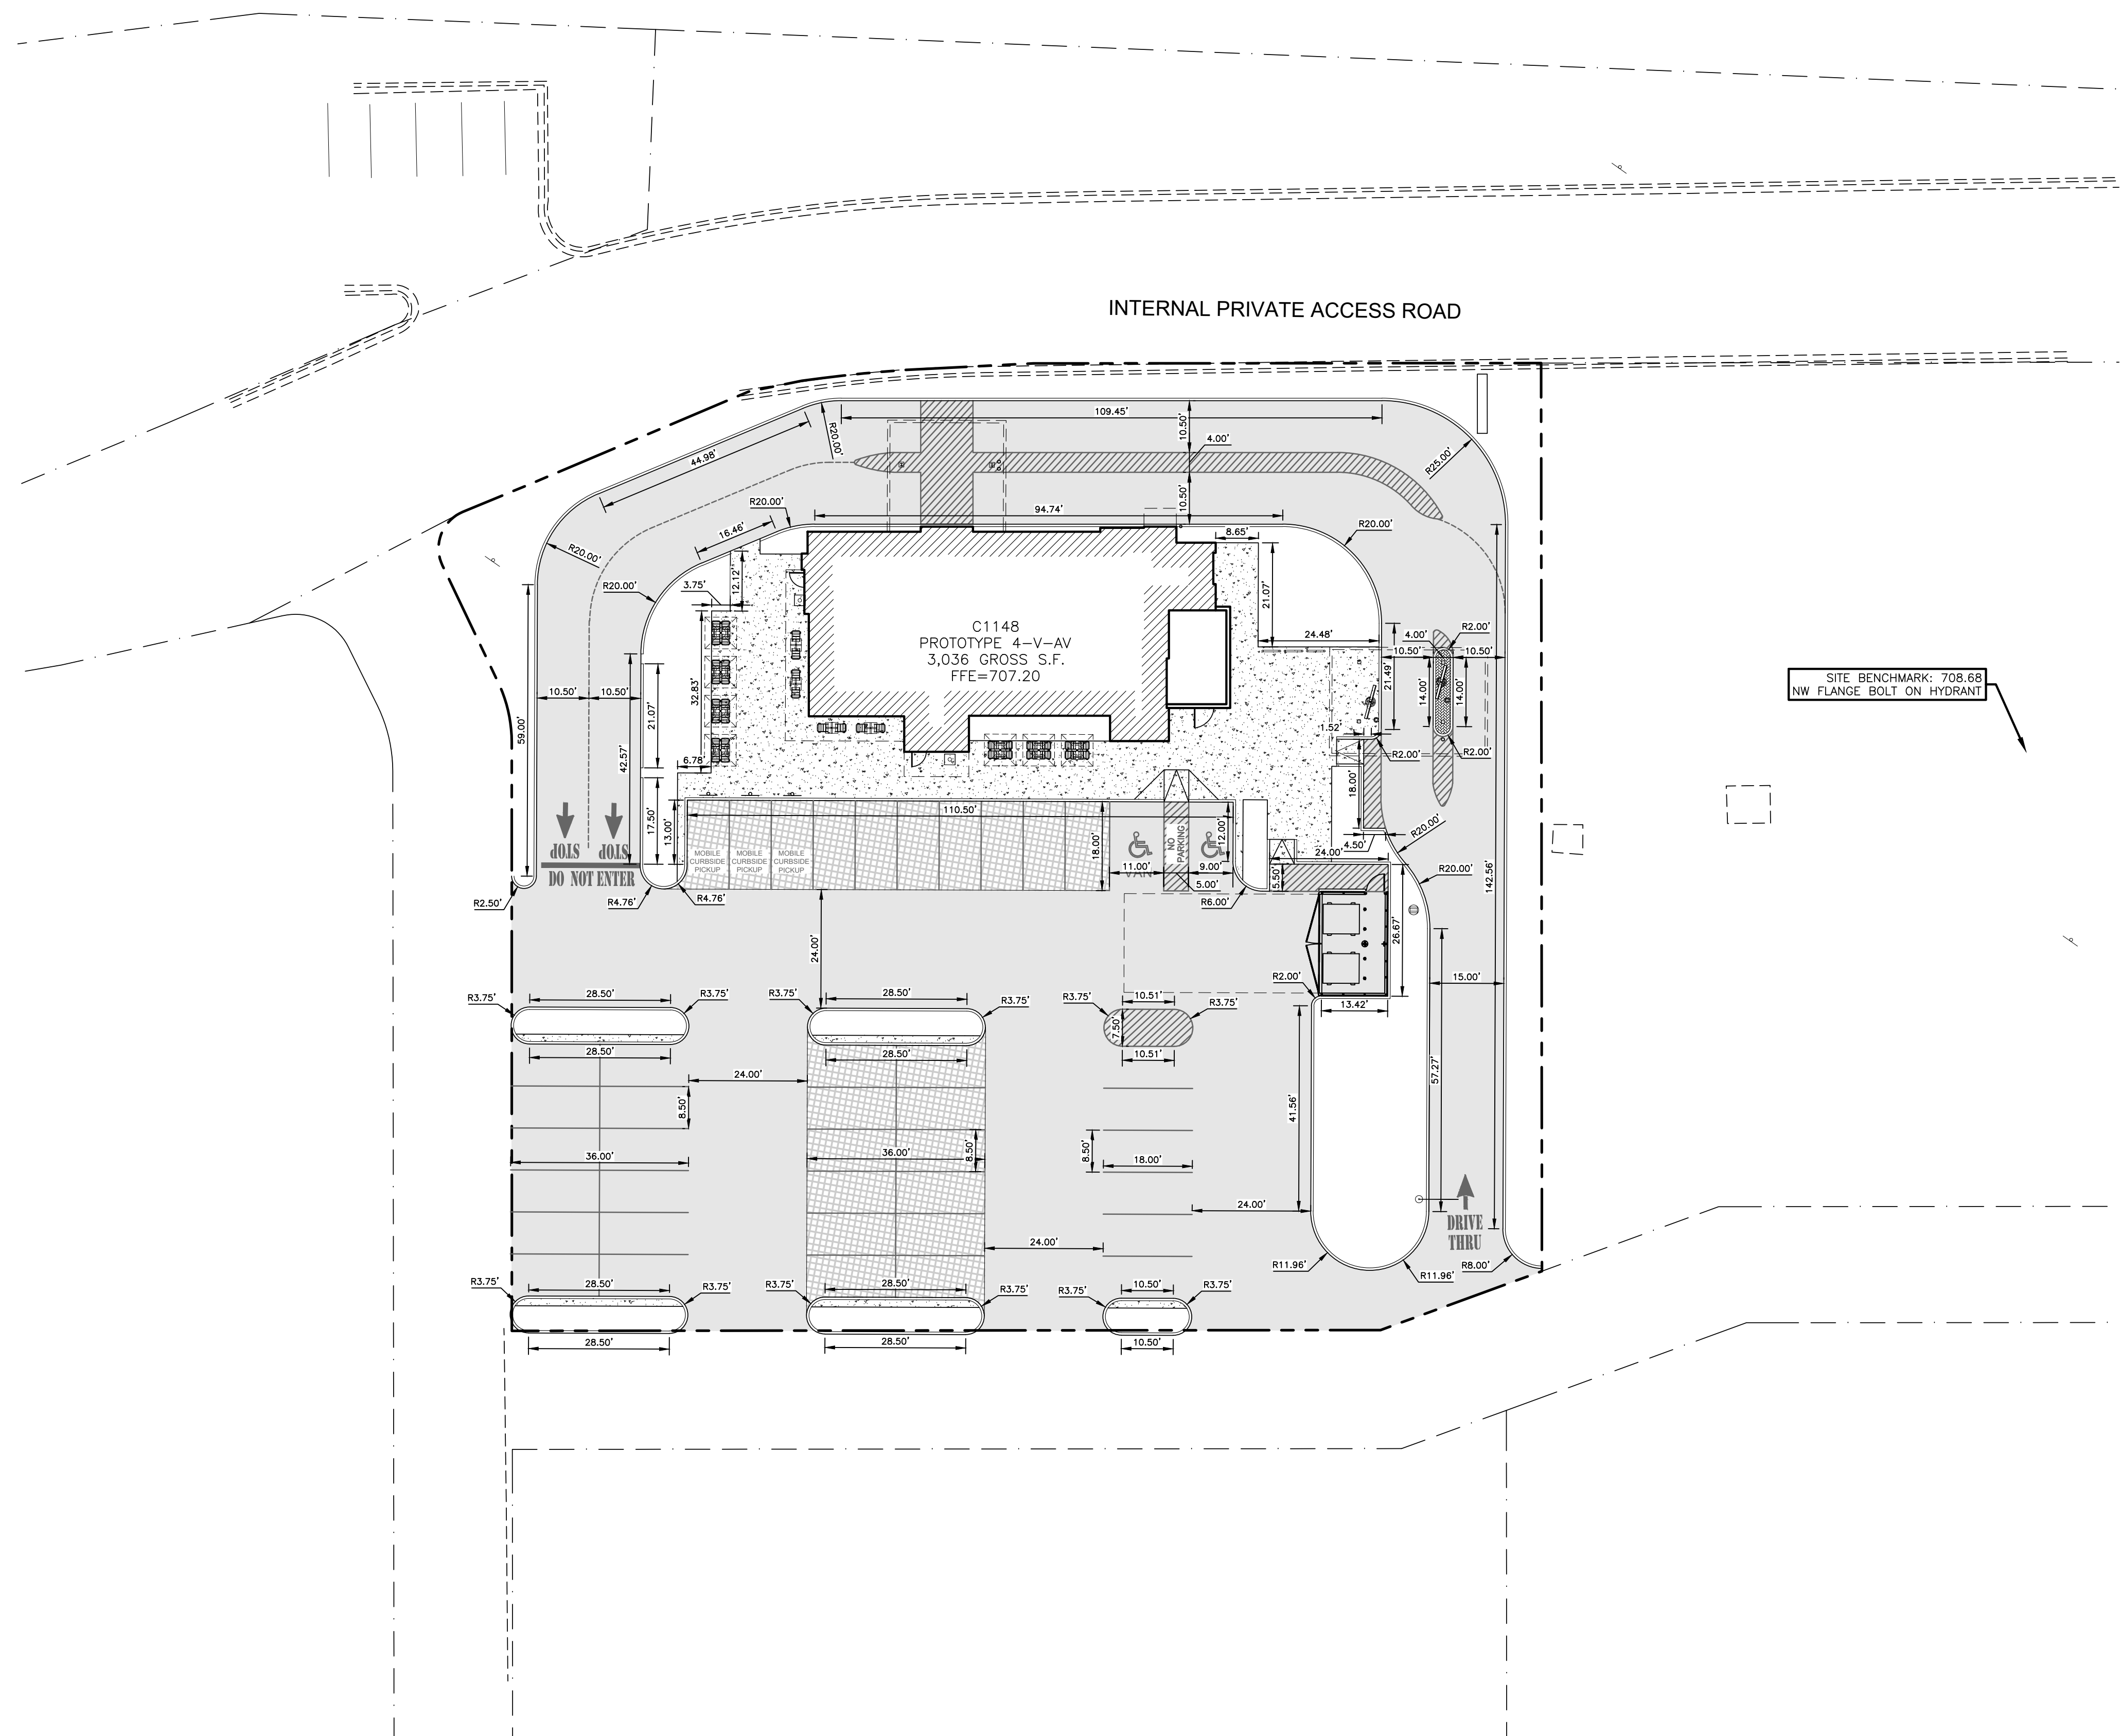 INTERNAL PRIVATE ACCESS ROAD
109.45'
10.50'
4.00'
44.98'
R20.00'
R25.00'
10.50'
94.74'
R20.00'
16.46'
R20.00'
8.65'
R20.00'
R20.00'
12.12'
3.75'
21.07'
C1148
PROTOTYPE 4-V-AV
3,036 GROSS S.F.
FFE=707.20
24.48'
4.00'
R2.00'
10.50'
10.50'
21.49'
14.00'
14.00'
SITE BENCHMARK: 708.68
NW FLANGE BOLT ON HYDRANT
32.83'
10.50'
10.50'
21.07'
59.00'
42.57'
1.52'
R2.00'
R2.00'
6.78'
18.00'
17.50'
13.00'
110.50'
18.00'
12.00'
NO
PARKING
R20.00'
4.50'
24.00'
STOP
STOP
DO NOT ENTER
MOBILE
CURBSIDE
PICKUP
MOBILE
CURBSIDE
PICKUP
MOBILE
CURBSIDE
PICKUP
11.00'
VAN
9.00'
5.00'
5.50'
R20.00'
142.56'
R2.50'
R4.76'
R4.76'
R6.00'
26.67'
24.00'
R2.00'
15.00'
13.42'
R3.75'
28.50'
R3.75'
R3.75'
28.50'
R3.75'
R3.75'
10.51'
R3.75'
7.50'
28.50'
28.50'
10.51'
24.00'
8.50'
41.56'
57.27'
36.00'
36.00'
8.50'
8.50'
18.00'
24.00'
DRIVE
THRU
24.00'
R11.96'
R11.96'
R8.00'
R3.75'
28.50'
R3.75'
R3.75'
28.50'
R3.75'
R3.75'
10.50'
R3.75'
28.50'
28.50'
10.50'